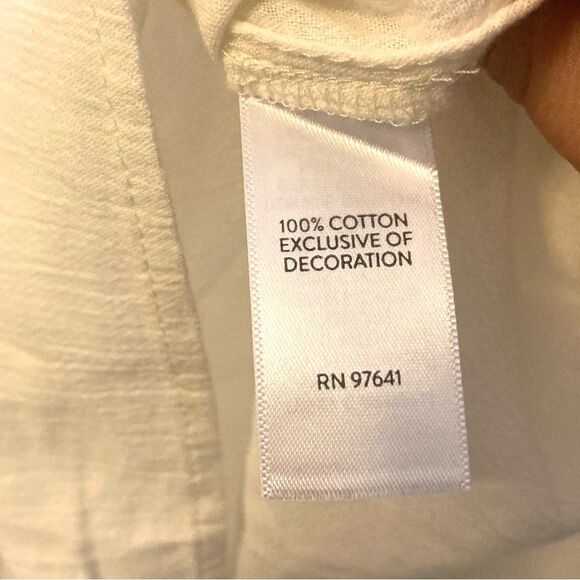 100% COTTON
EXCLUSIVE OF
DECORATION
RN 97641